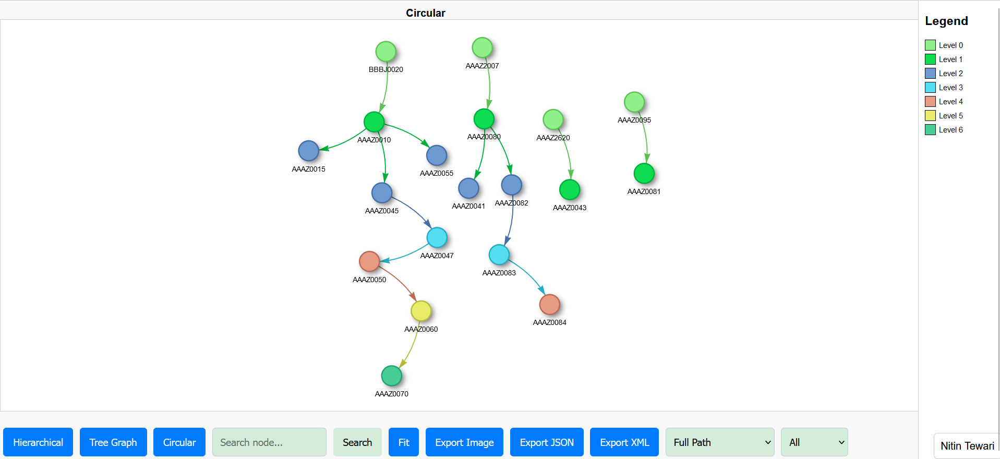 Circular
BBBJ0020
AAAZ2007
AAAZ0095
AAAZ0080
AAAZ2620
AAAZ0010
AAAZ0015
AAAZ0055
AAAZ0081
AAAZ0041
AAAZ0082
AAAZ0043
AAAZ0045
AAAZ0047
AAAZ0083
AAAZ0050
AAAZ0084
AAAZ0060
AAAZ0070
Legend
Level 0
Level 1
Level 2
Level 3
Level 4
Level 5
Level 6
Hierarchical
Tree Graph
Circular
Search node...
Search
Fit
Export Image
Export JSON
Export XML
Full Path
All
Nitin Tewari